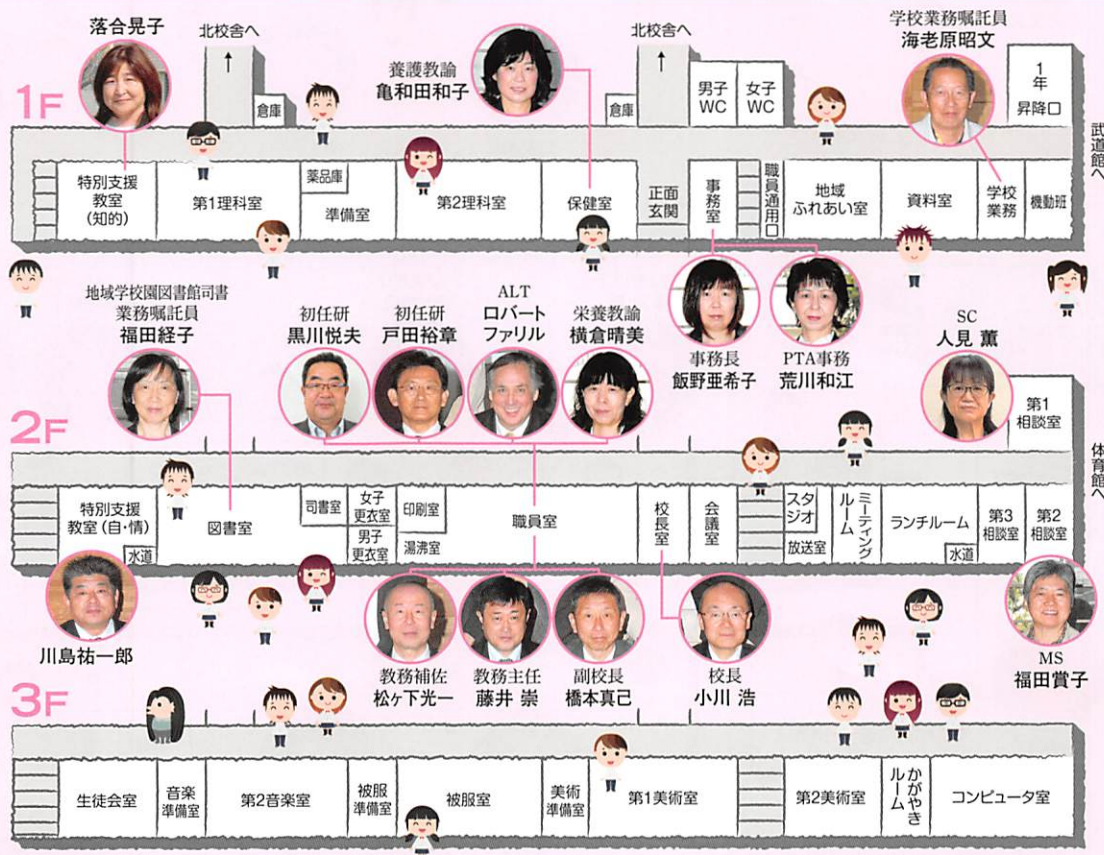 落合晃子
北校舎へ
養護教諭
亀和田和子
北校舎へ
学校業務嘱託員
海老原昭文
1F
倉庫
倉庫
男子
WC
女子
WC
1年
昇降口
武道館へ
特別支援
教室
(知的)
第1理科室
薬品庫
準備室
第2理科室
保健室
正面
玄関
事務室
職員通用口
地域
ふれあい室
資料室
学校
業務
機動班
地域学校園図書館司書
業務嘱託員
福田経子
初任研
黒川悦夫
初任研
戸田裕章
ALT
ロバート
ファリル
栄養教諭
横倉晴美
事務長
飯野亜希子
PTA事務
荒川和江
SC
人見 薫
2F
第1
相談室
体育館へ
特別支援
教室(自・情)
水道
図書室
司書室
女子
更衣室
男子
更衣室
印刷室
湯沸室
職員室
校長室
会議室
スタ
ジオ
放送室
ミーティング
ルーム
ランチルーム
水道
第3
相談室
第2
相談室
川島祐一郎
教務補佐
松ヶ下光一
教務主任
藤井 崇
副校長
橋本真己
校長
小川 浩
MS
福田賞子
3F
生徒会室
音楽
準備室
第2音楽室
被服
準備室
被服室
美術
準備室
第1美術室
第2美術室
かがやき
ルーム
コンピュータ室